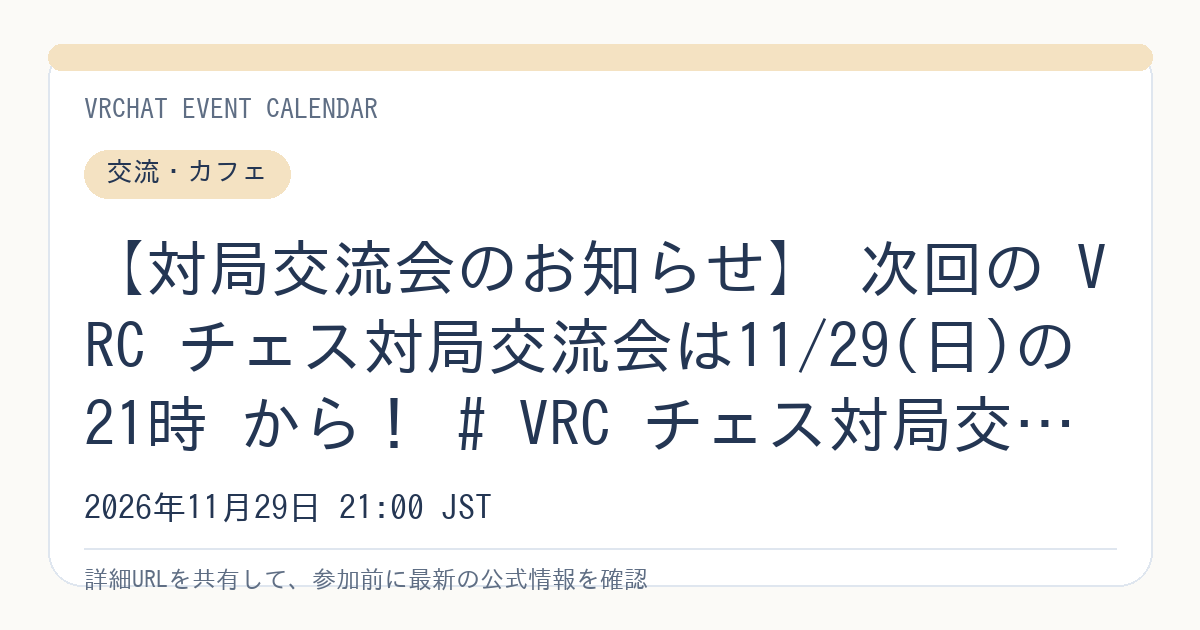 VRCHAT EVENT CALENDAR
交流・カフェ
【対局交流会のお知らせ】 次回の V
RC チェス対局交流会は11/29(日)の
21時 から! # VRC チェス対局交…
2026年11月29日 21:00 JST
詳細URLを共有して、参加前に最新の公式情報を確認